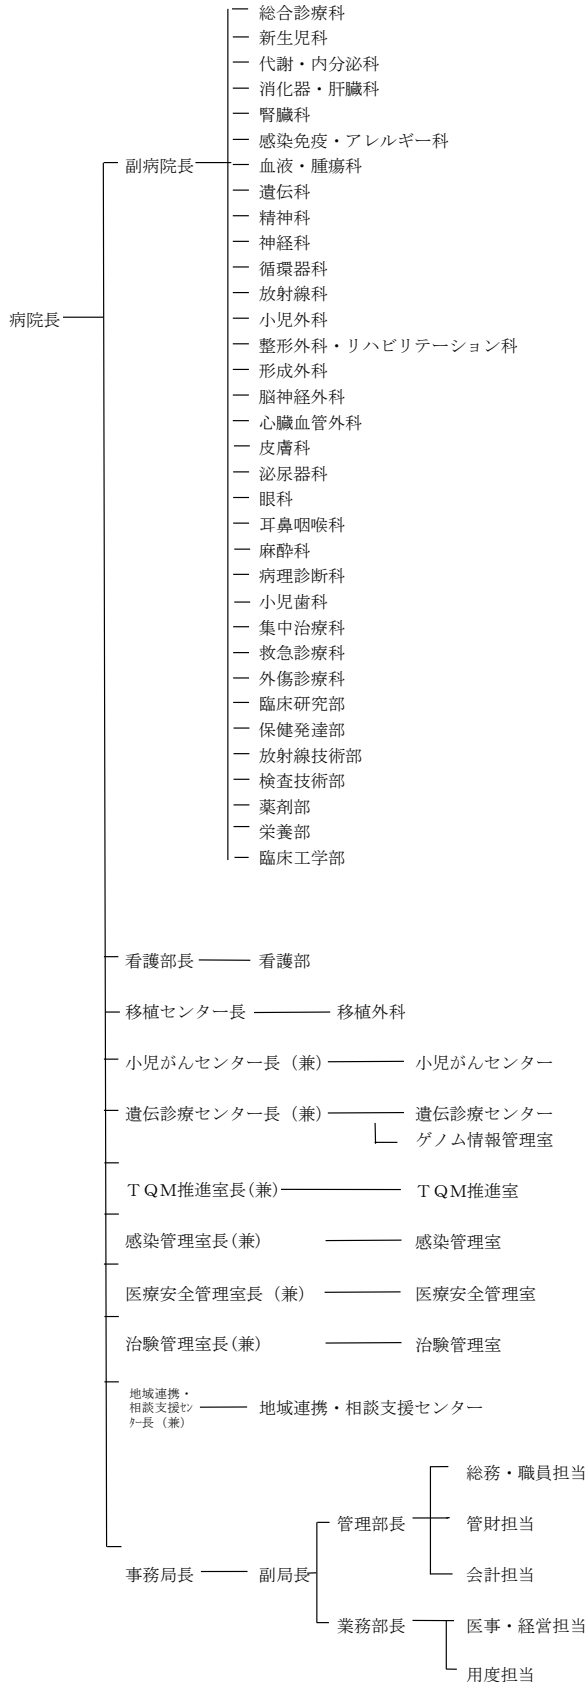 総合診療科
新生児科
代謝・内分泌科
消化器・肝臓科
腎臓科
感染免疫・アレルギー科
副病院長
血液・腫瘍科
遺伝科
精神科
神経科
循環器科
放射線科
病院長
小児外科
整形外科・リハビリテーション科
形成外科
脳神経外科
心臓血管外科
皮膚科
泌尿器科
眼科
耳鼻咽喉科
麻酔科
病理診断科
小児歯科
集中治療科
救急診療科
外傷診療科
臨床研究部
保健発達部
放射線技術部
検査技術部
薬剤部
栄養部
臨床工学部
看護部長 看護部
移植センター長 移植外科
小児がんセンター長（兼） 小児がんセンター
遺伝診療センター長（兼） 遺伝診療センター
ゲノム情報管理室
ＴＱＭ推進室長(兼) ＴＱＭ推進室
感染管理室長(兼) 感染管理室
医療安全管理室長（兼） 医療安全管理室
治験管理室長(兼) 治験管理室
地域連携・
相談支援ｾﾝ
ﾀｰ長（兼）
地域連携・相談支援センター
総務・職員担当
管理部長 管財担当
事務局長 副局長 会計担当
業務部長 医事・経営担当
用度担当